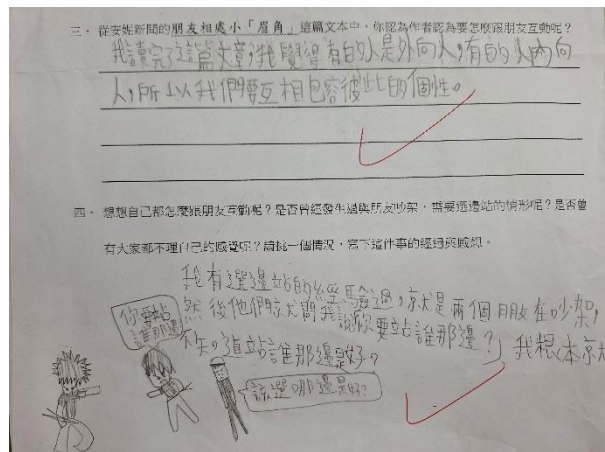 三、從安妮新聞的朋友相處小「眉角」這篇文本中，你認為作者認為要怎麼跟朋友互動呢？
我讀完了這篇文章，我覺得有的人是外向人，有的人內向
人，所以我們要互相包容彼此的個性。
四、想想自己都怎麼跟朋友互動呢？是否曾經發生過與朋友吵架，需要選邊站的情形呢？是否曾
有大家都不理自己的感覺呢？請挑一個情況，寫下這件事的經過與感想。
我有選邊站的經驗過，就是兩個朋友在吵架，
然後他們就問我說你要站誰那邊？」我根本就
不知道站誰那邊是好。
你要站
誰那邊
該選哪邊是好？